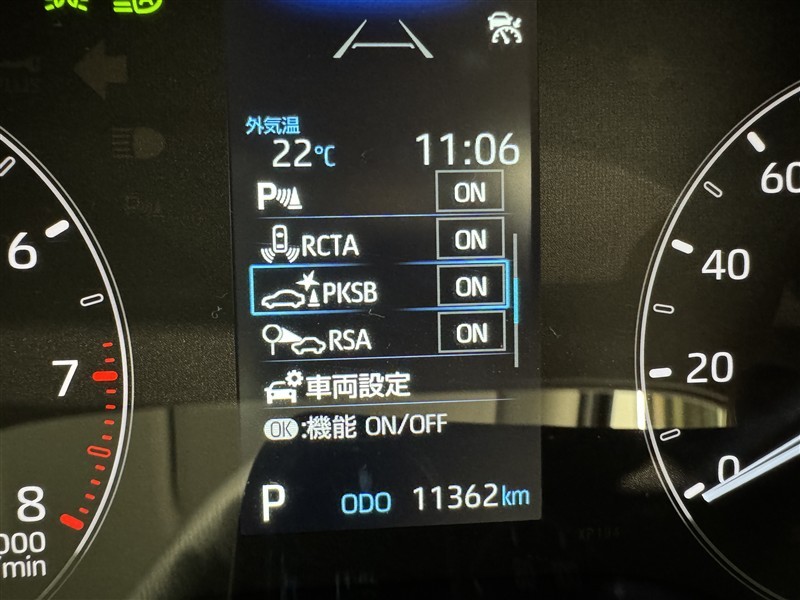 外気温
22℃ 11:06
P ON
RCTA ON
PKSB ON
RSA ON
車両設定
OK:機能 ON/OFF
P ODO 11362km
6
7
8
000
/min
60
40
20
0